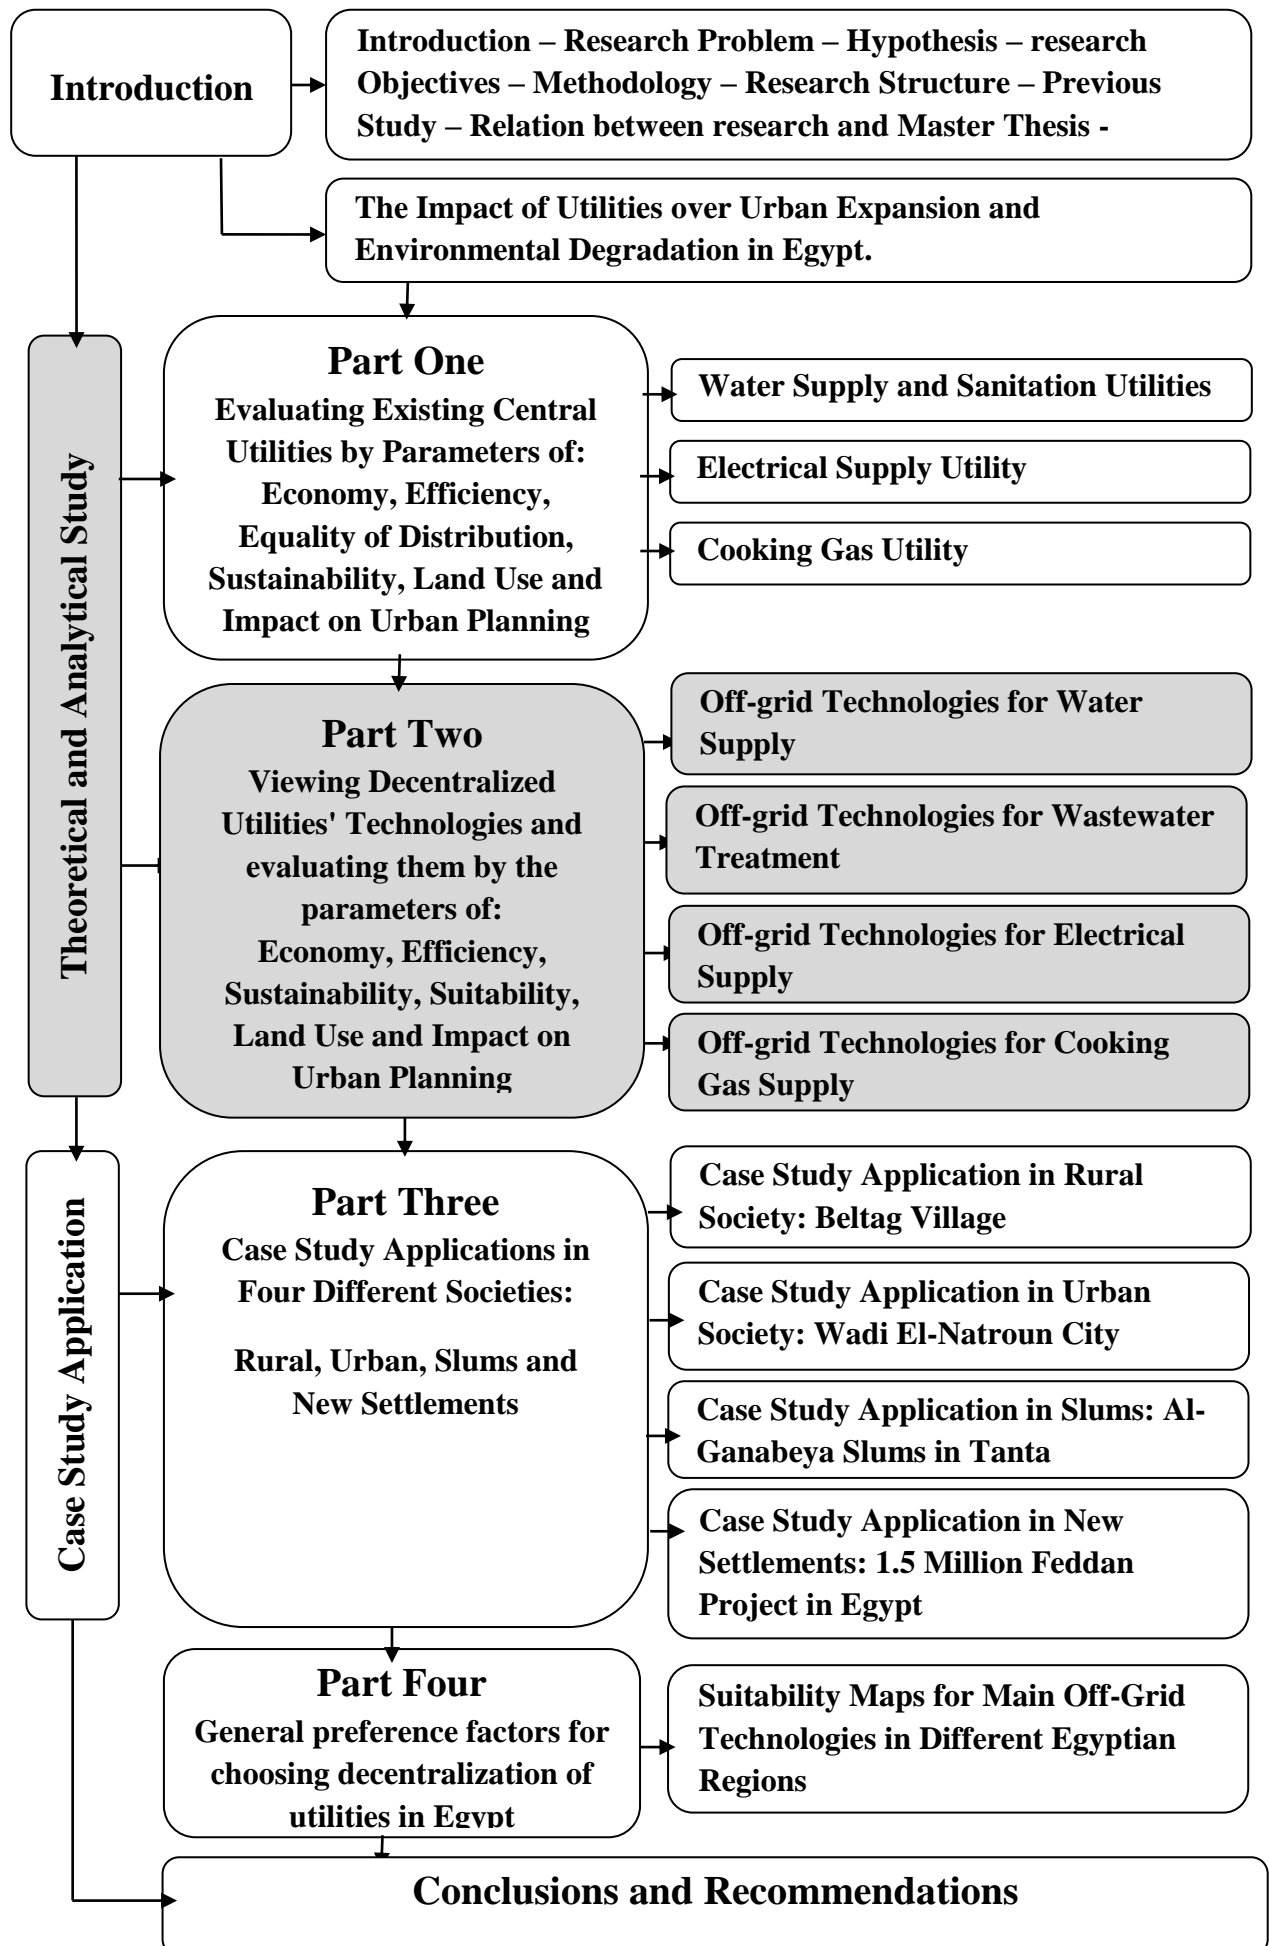 Introduction
Introduction – Research Problem – Hypothesis – research
Objectives – Methodology – Research Structure – Previous
Study – Relation between research and Master Thesis -
The Impact of Utilities over Urban Expansion and
Environmental Degradation in Egypt.
Theoretical and Analytical Study
Part One
Evaluating Existing Central
Utilities by Parameters of:
Economy, Efficiency,
Equality of Distribution,
Sustainability, Land Use and
Impact on Urban Planning
Water Supply and Sanitation Utilities
Electrical Supply Utility
Cooking Gas Utility
Part Two
Viewing Decentralized
Utilities' Technologies and
evaluating them by the
parameters of:
Economy, Efficiency,
Sustainability, Suitability,
Land Use and Impact on
Urban Planning
Off-grid Technologies for Water
Supply
Off-grid Technologies for Wastewater
Treatment
Off-grid Technologies for Electrical
Supply
Off-grid Technologies for Cooking
Gas Supply
Case Study Application
Part Three
Case Study Applications in
Four Different Societies:
Rural, Urban, Slums and
New Settlements
Case Study Application in Rural
Society: Beltag Village
Case Study Application in Urban
Society: Wadi El-Natroun City
Case Study Application in Slums: Al-
Ganabeya Slums in Tanta
Case Study Application in New
Settlements: 1.5 Million Feddan
Project in Egypt
Part Four
General preference factors for
choosing decentralization of
utilities in Egypt
Suitability Maps for Main Off-Grid
Technologies in Different Egyptian
Regions
Conclusions and Recommendations